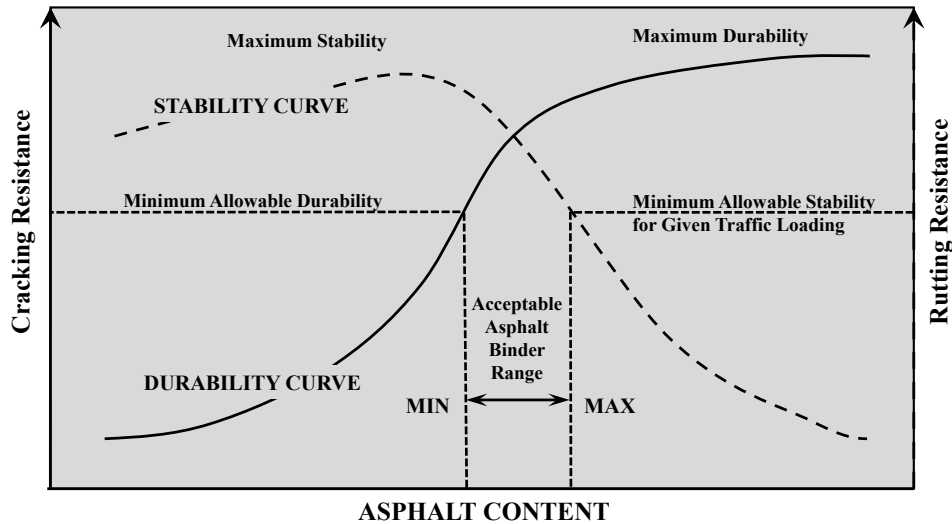 Maximum Stability
Maximum Durability
STABILITY CURVE
Cracking Resistance
Rutting Resistance
Minimum Allowable Durability
Minimum Allowable Stability
for Given Traffic Loading
Acceptable
Asphalt
Binder
Range
DURABILITY CURVE
MIN
MAX
ASPHALT CONTENT